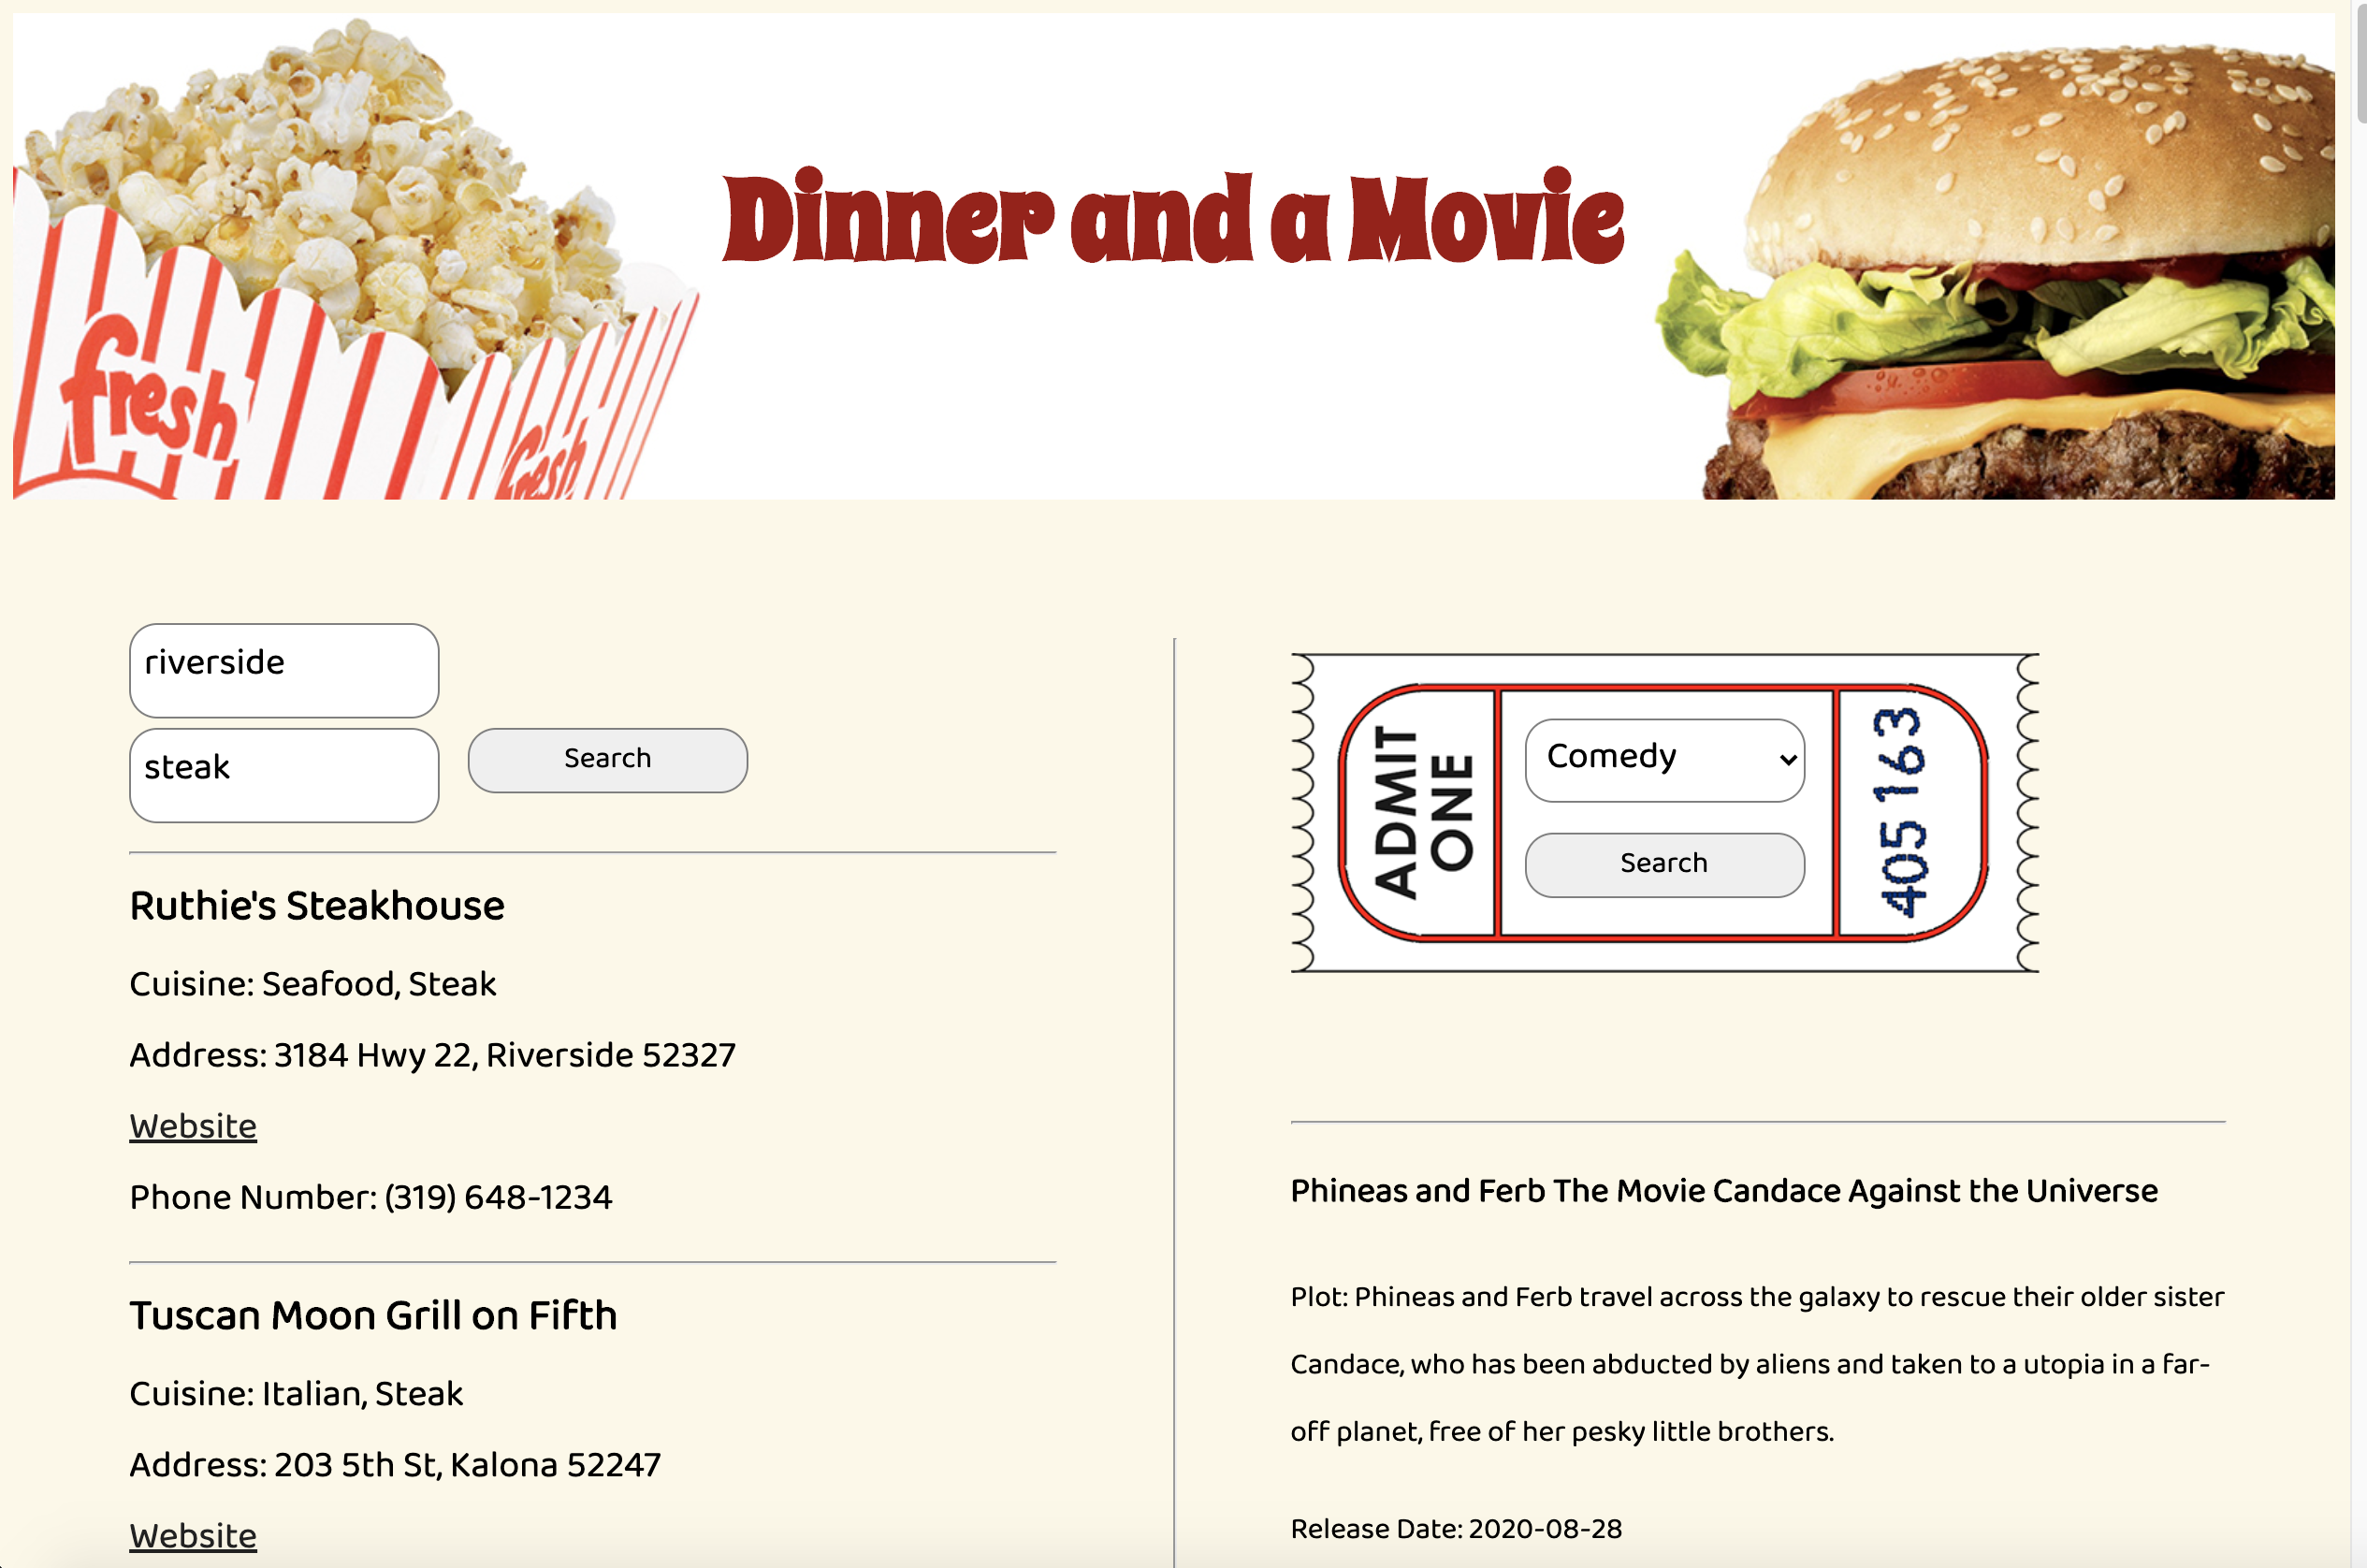 Dinner and a Movie
fresh
fresh
riverside
steak
Search
Ruthie's Steakhouse
Cuisine: Seafood, Steak
Address: 3184 Hwy 22, Riverside 52327
Website
Phone Number: (319) 648-1234
Tuscan Moon Grill on Fifth
Cuisine: Italian, Steak
Address: 203 5th St, Kalona 52247
Website
ADMIT
ONE
Comedy
Search
405 163
Phineas and Ferb The Movie Candace Against the Universe
Plot: Phineas and Ferb travel across the galaxy to rescue their older sister
Candace, who has been abducted by aliens and taken to a utopia in a far-
off planet, free of her pesky little brothers.
Release Date: 2020-08-28